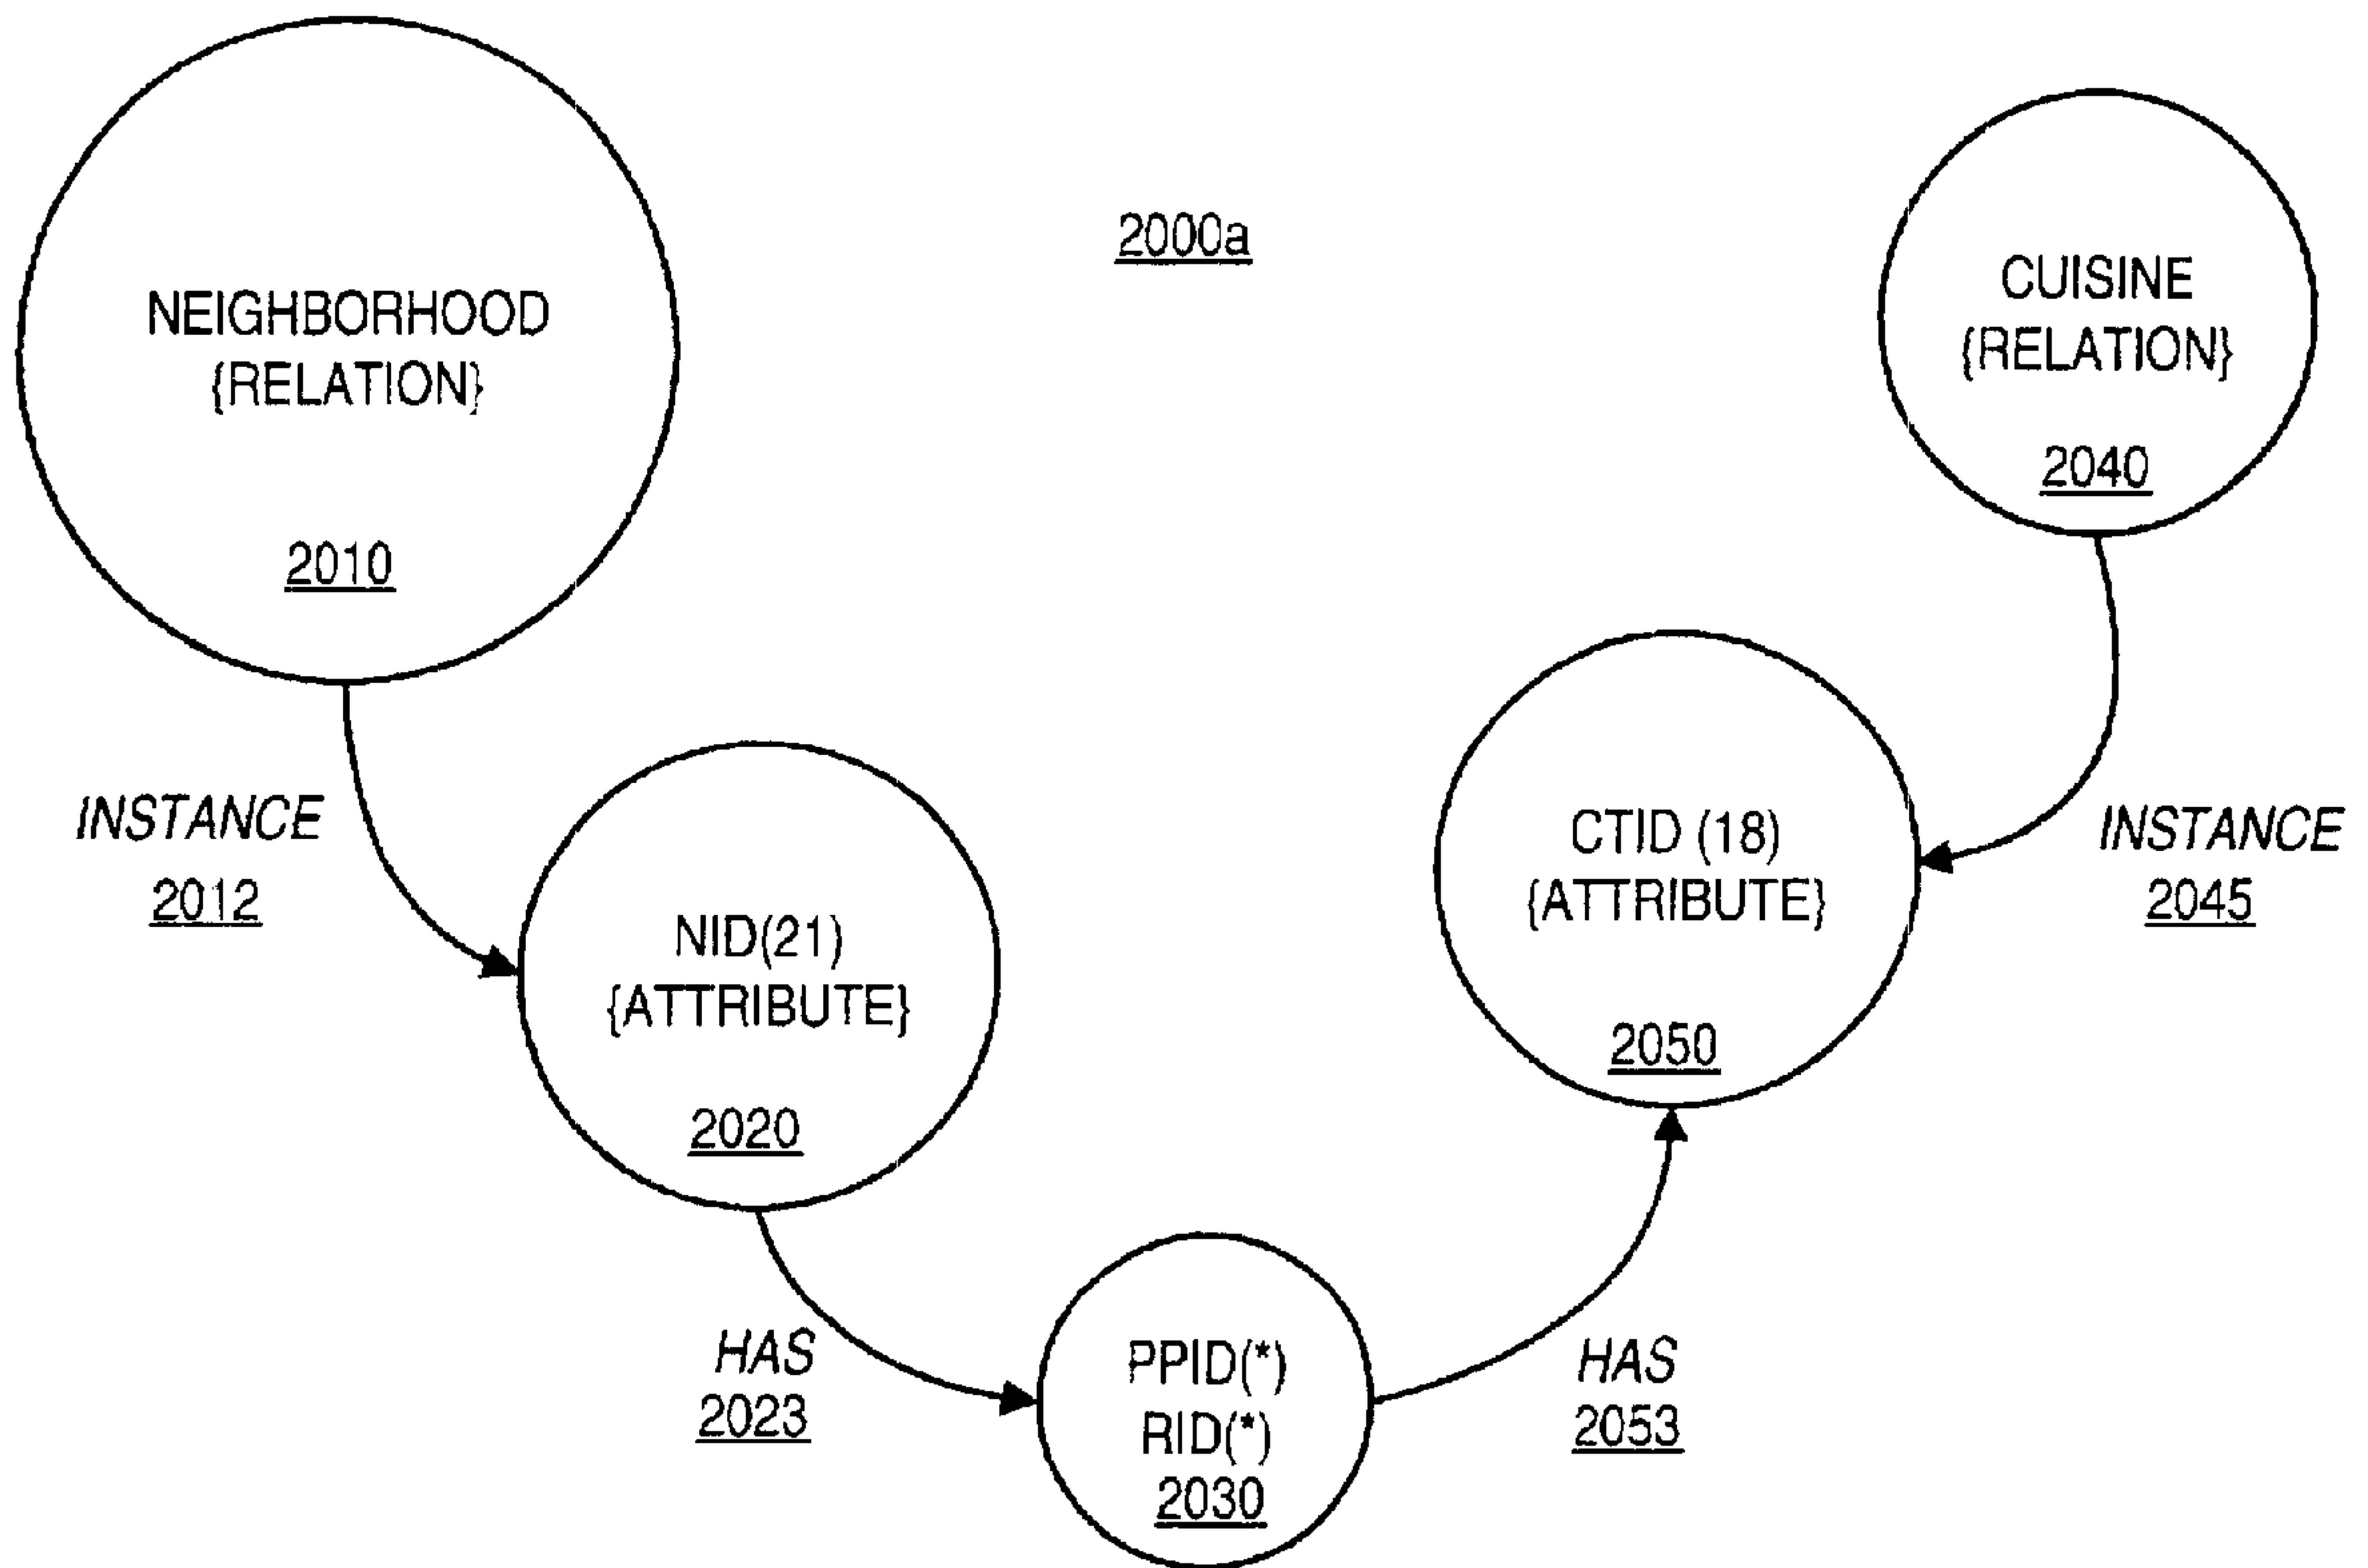 2000a
NEIGHBORHOOD
{RELATION}
2010
CUISINE
{RELATION}
2040
INSTANCE
2012
INSTANCE
2045
NID(21)
{ATTRIBUTE}
2020
CTID (18)
{ATTRIBUTE}
2050
HAS
2023
PPID(*)
RID(*)
2030
HAS
2053